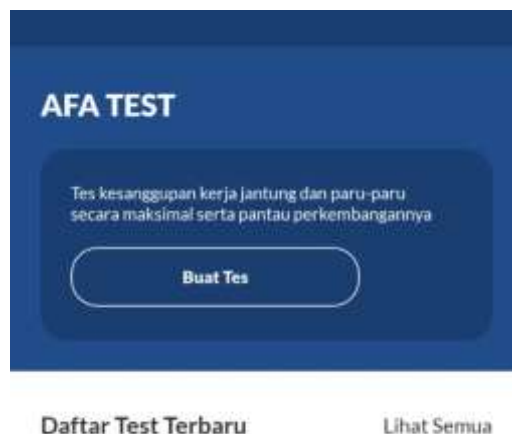 AFA TEST
Tes kesanggupan kerja jantung dan paru-paru
secara maksimal serta pantau perkembangannya
Buat Tes
Daftar Test Terbaru Lihat Semua